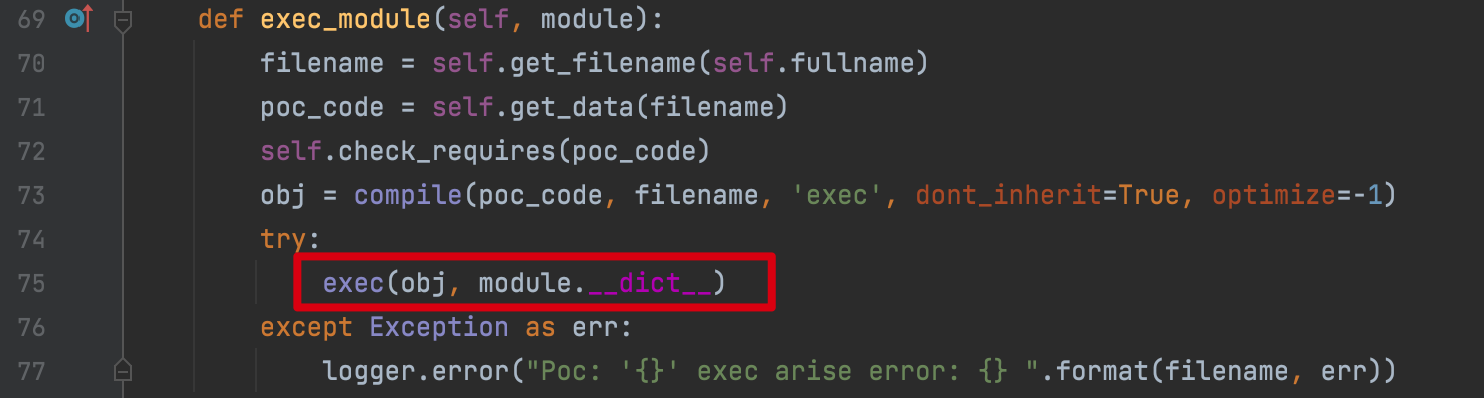 69 def exec_module(self, module):
70 filename = self.get_filename(self.fullname)
71 poc_code = self.get_data(filename)
72 self.check_requires(poc_code)
73 obj = compile(poc_code, filename, 'exec', dont_inherit=True, optimize=-1)
74 try:
75 exec(obj, module.__dict__)
76 except Exception as err:
77 logger.error("Poc: '{}' exec arise error: {} ".format(filename, err))